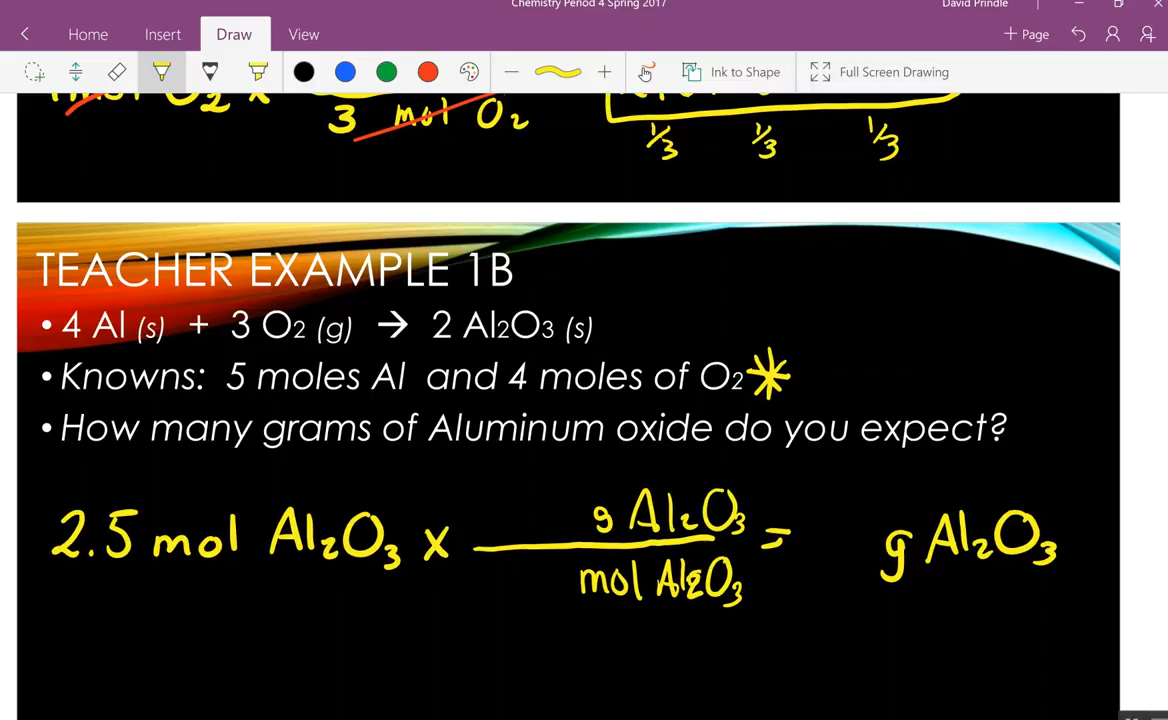 Chemistry Period 4 Spring 2017
David Prindle
Home Insert Draw View
+ Page
Ink to Shape Full Screen Drawing
O2 x
3 mol O2
1/3 1/3 1/3
TEACHER EXAMPLE 1B
• 4 Al (s) + 3 O2 (g) → 2 Al2O3 (s)
• Knowns: 5 moles Al and 4 moles of O2 *
• How many grams of Aluminum oxide do you expect?
g Al2O3
2.5 mol Al2O3 x = g Al2O3
mol Al2O3